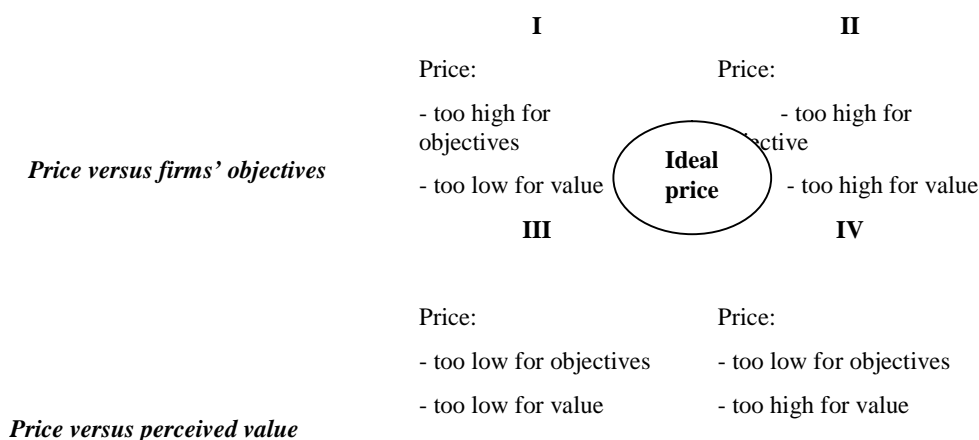 I
II
Price:
Price:
- too high for
objectives
- too high for
ective
Price versus firms' objectives
Ideal
price
- too low for value
- too high for value
III
IV
Price:
Price:
- too low for objectives
- too low for objectives
- too low for value
- too high for value
Price versus perceived value